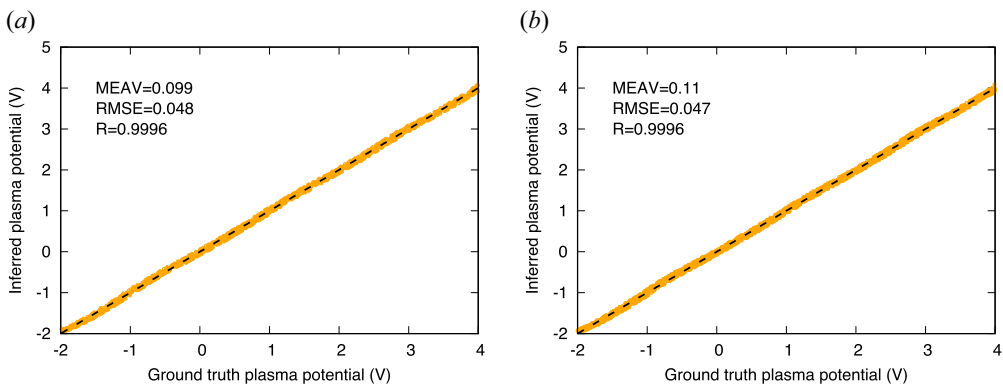 (a)
5
4
3
2
1
0
-1
-2
Inferred plasma potential (V)
MEAV=0.099
RMSE=0.048
R=0.9996
-2 -1 0 1 2 3 4
Ground truth plasma potential (V)
(b)
5
4
3
2
1
0
-1
-2
Inferred plasma potential (V)
MEAV=0.11
RMSE=0.047
R=0.9996
-2 -1 0 1 2 3 4
Ground truth plasma potential (V)